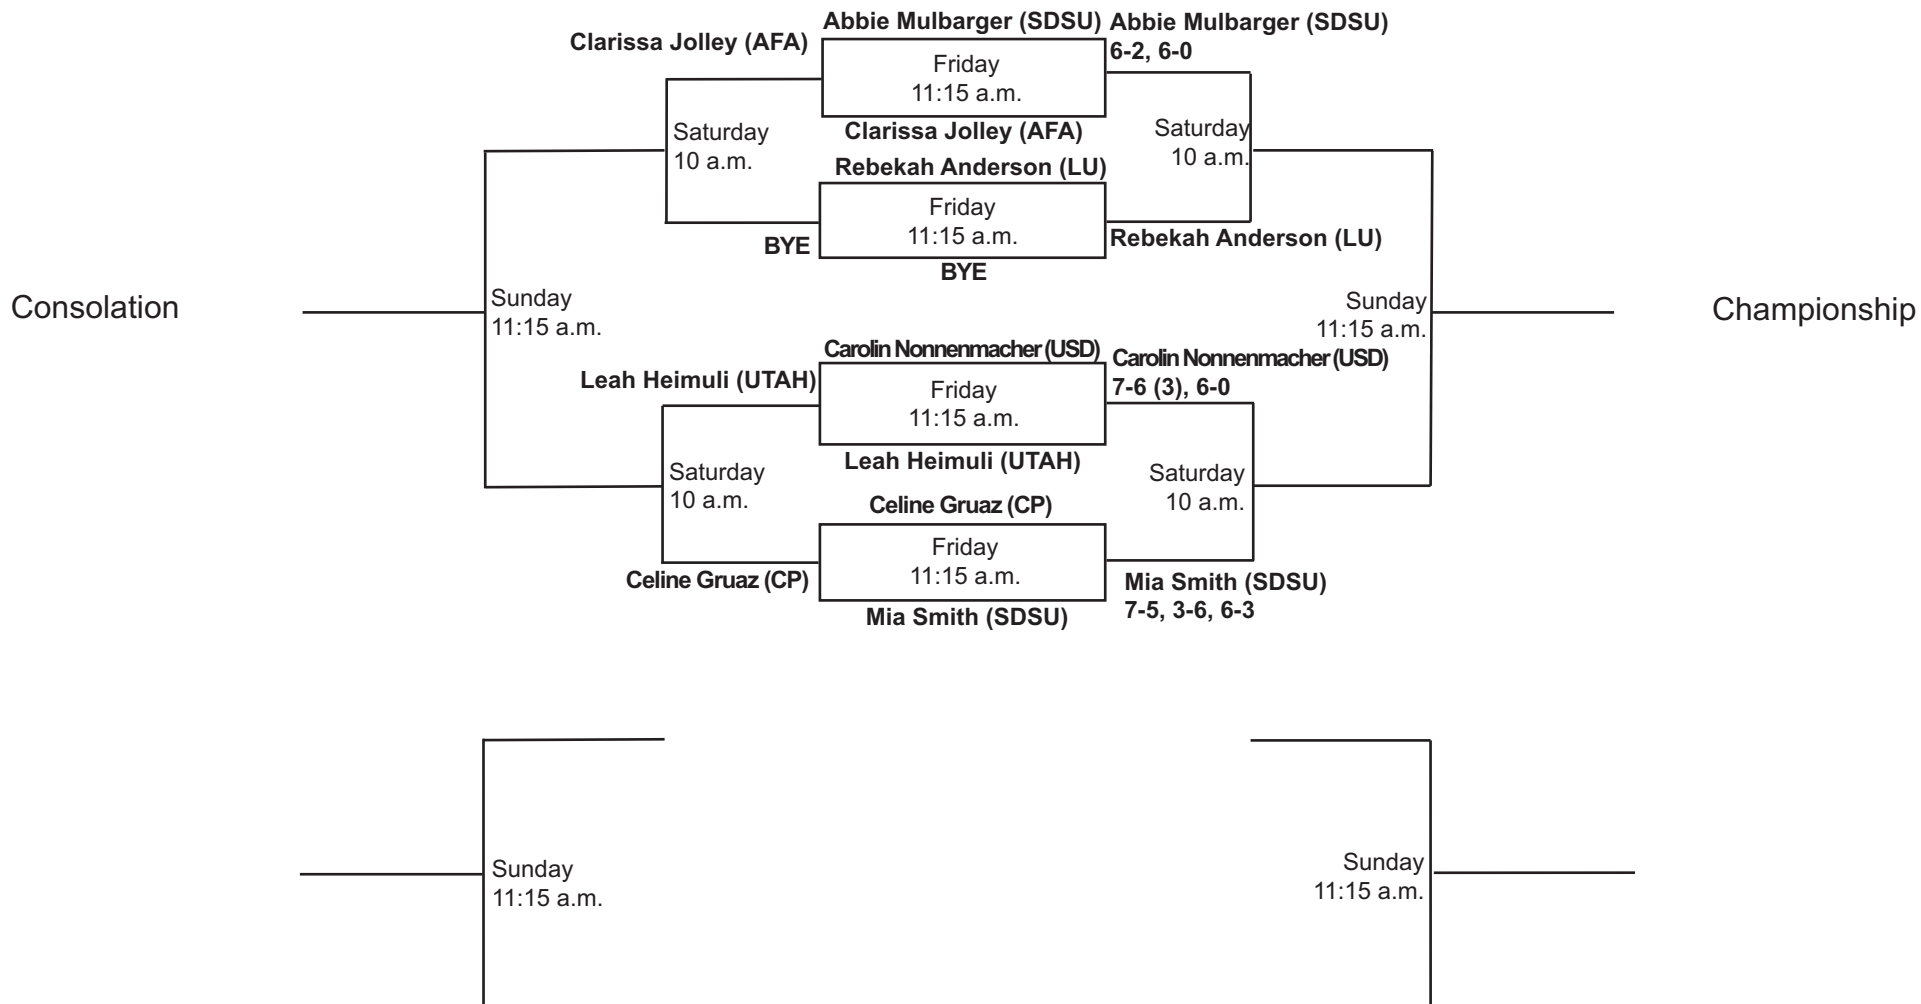 Abbie Mulbarger (SDSU)
Abbie Mulbarger (SDSU)
6-2, 6-0
Clarissa Jolley (AFA)
Friday
11:15 a.m.
Clarissa Jolley (AFA)
Saturday
10 a.m.
Saturday
10 a.m.
Rebekah Anderson (LU)
Friday
11:15 a.m.
BYE
BYE
Rebekah Anderson (LU)
Consolation
Sunday
11:15 a.m.
Sunday
11:15 a.m.
Championship
Carolin Nonnenmacher (USD)
Carolin Nonnenmacher (USD)
7-6 (3), 6-0
Leah Heimuli (UTAH)
Friday
11:15 a.m.
Leah Heimuli (UTAH)
Saturday
10 a.m.
Saturday
10 a.m.
Celine Gruaz (CP)
Friday
11:15 a.m.
Celine Gruaz (CP)
Mia Smith (SDSU)
7-5, 3-6, 6-3
Mia Smith (SDSU)
Sunday
11:15 a.m.
Sunday
11:15 a.m.